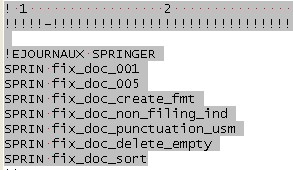 ! 1 2
!!!!!-!!!!!!!!!!!!!!!!!!!!!!!!!!!!!
!EJOURNAUX SPRINGER
SPRIN fix_doc_001
SPRIN fix_doc_005
SPRIN fix_doc_create_fmt
SPRIN fix_doc_non_filing_ind
SPRIN fix_doc_punctuation_usm
SPRIN fix_doc_delete_empty
SPRIN fix_doc_sort